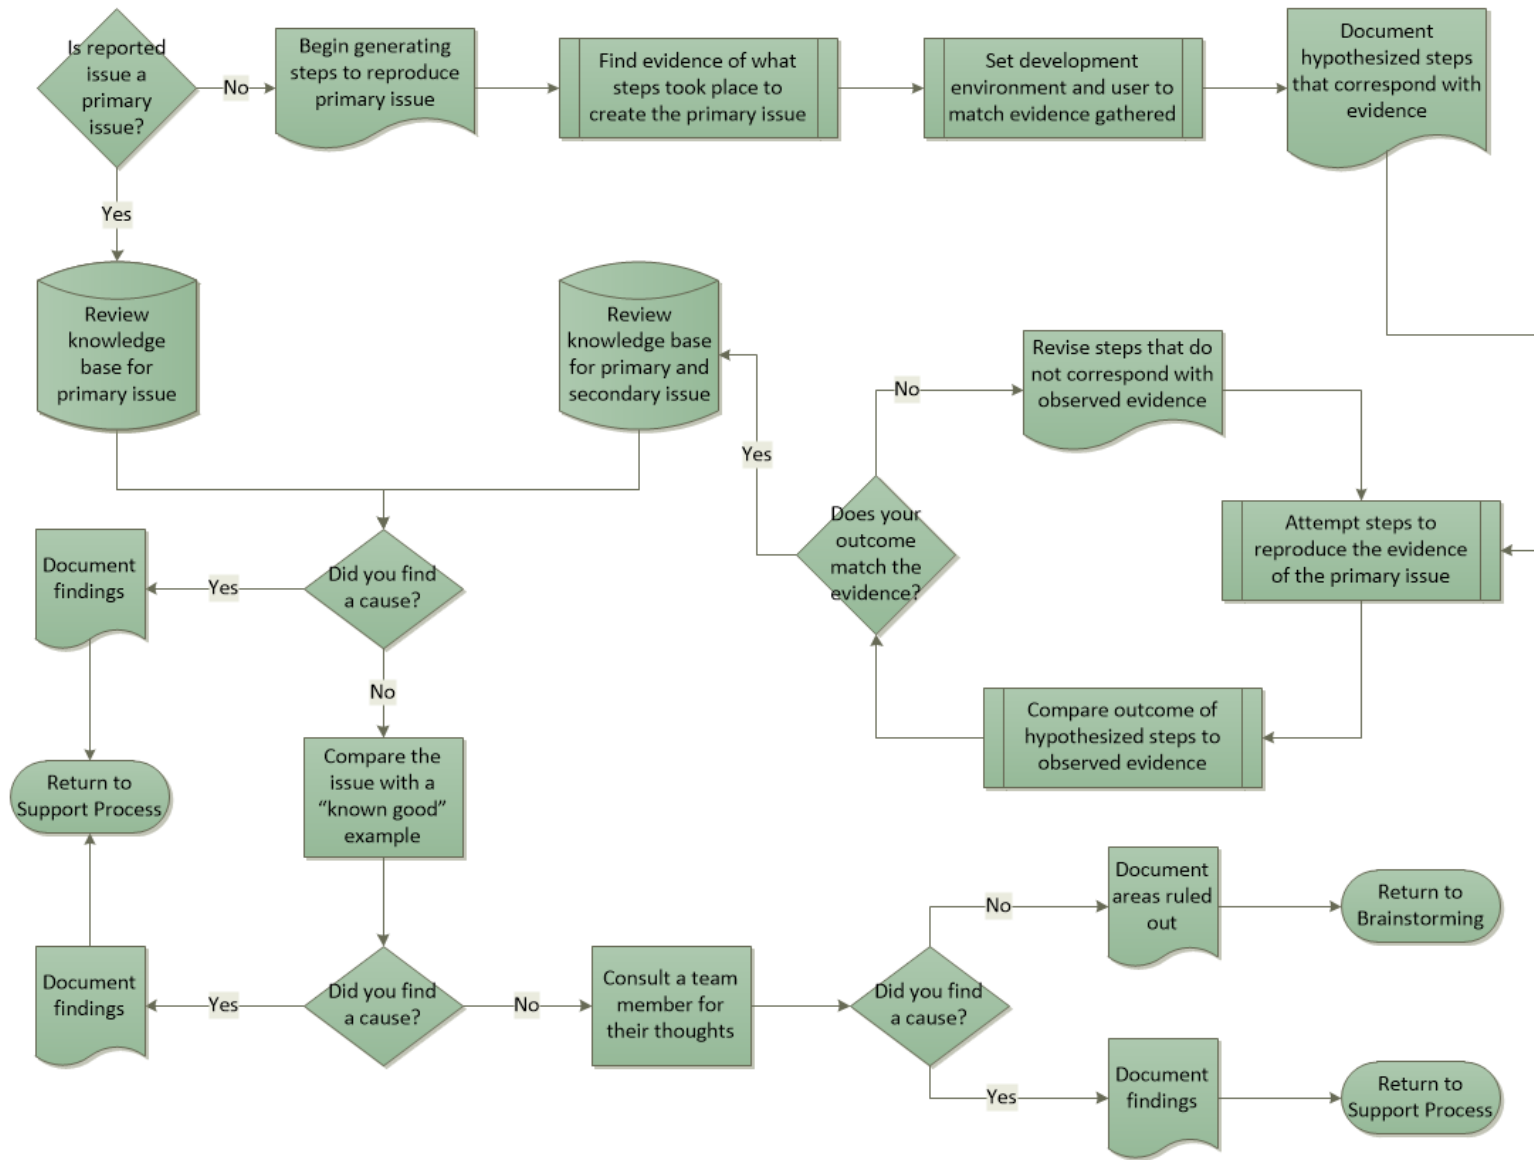 Is reported
issue a
primary
issue?
No
Begin generating
steps to reproduce
primary issue
Find evidence of what
steps took place to
create the primary issue
Set development
environment and user to
match evidence gathered
Document
hypothesized steps
that correspond with
evidence
Yes
Review
knowledge
base for
primary issue
Review
knowledge base
for primary and
secondary issue
Yes
No
Revise steps that do
not correspond with
observed evidence
Does your
outcome
match the
evidence?
Attempt steps to
reproduce the evidence
of the primary issue
Compare outcome of
hypothesized steps to
observed evidence
Document
findings
Yes
Did you find
a cause?
No
Return to
Support Process
Compare the
issue with a
“known good”
example
Document
findings
Yes
Did you find
a cause?
No
Consult a team
member for
their thoughts
Did you find
a cause?
No
Document
areas ruled
out
Return to
Brainstorming
Yes
Document
findings
Return to
Support Process